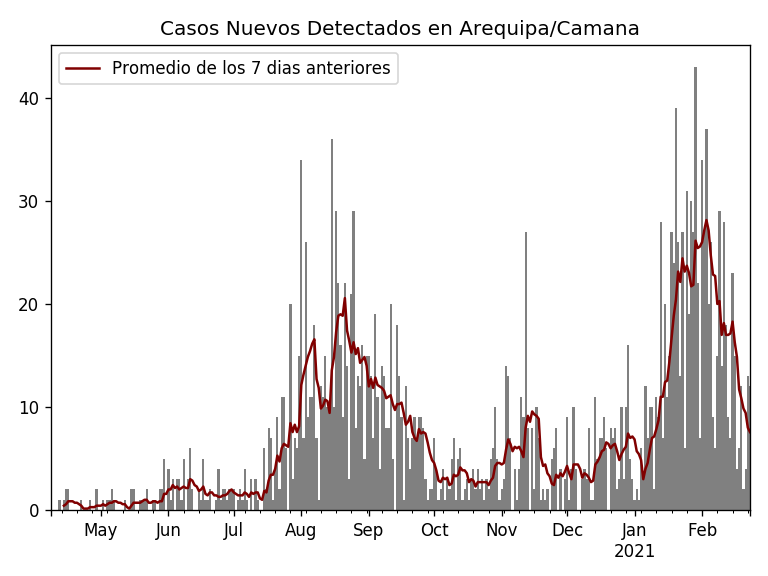 Casos Nuevos Detectados en Arequipa/Camana
Promedio de los 7 dias anteriores
40
30
20
10
0
May Jun Jul Aug Sep Oct Nov Dec Jan Feb
2021